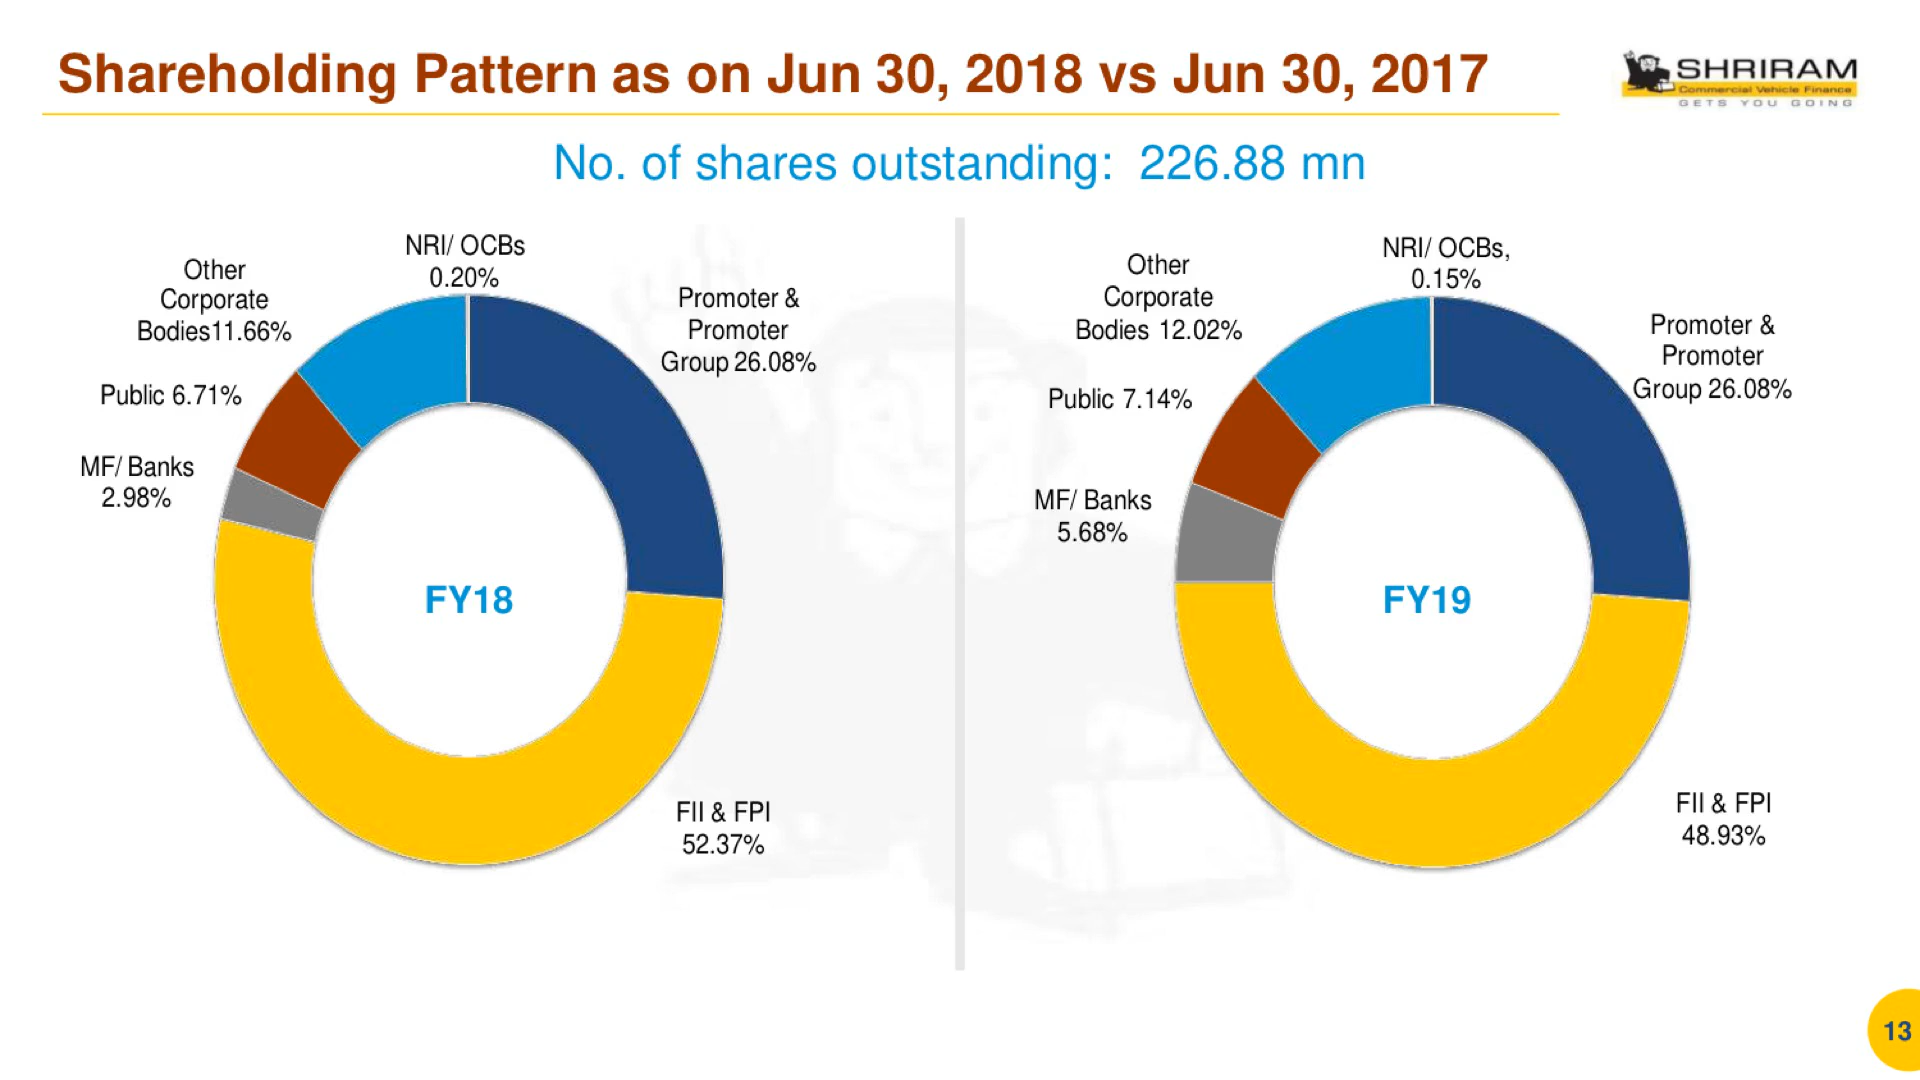 Shareholding Pattern as on Jun 30, 2018 vs Jun 30, 2017
SHRIRAM
Commercial Vehicle Finance
GETS YOU GOING
No. of shares outstanding: 226.88 mn
NRI/ OCBs
0.20%
Other
Corporate
Bodies11.66%
Promoter &
Promoter
Group 26.08%
Public 6.71%
MF/ Banks
2.98%
FY18
FII & FPI
52.37%
NRI/ OCBs,
0.15%
Other
Corporate
Bodies 12.02%
Promoter &
Promoter
Group 26.08%
Public 7.14%
MF/ Banks
5.68%
FY19
FII & FPI
48.93%
13